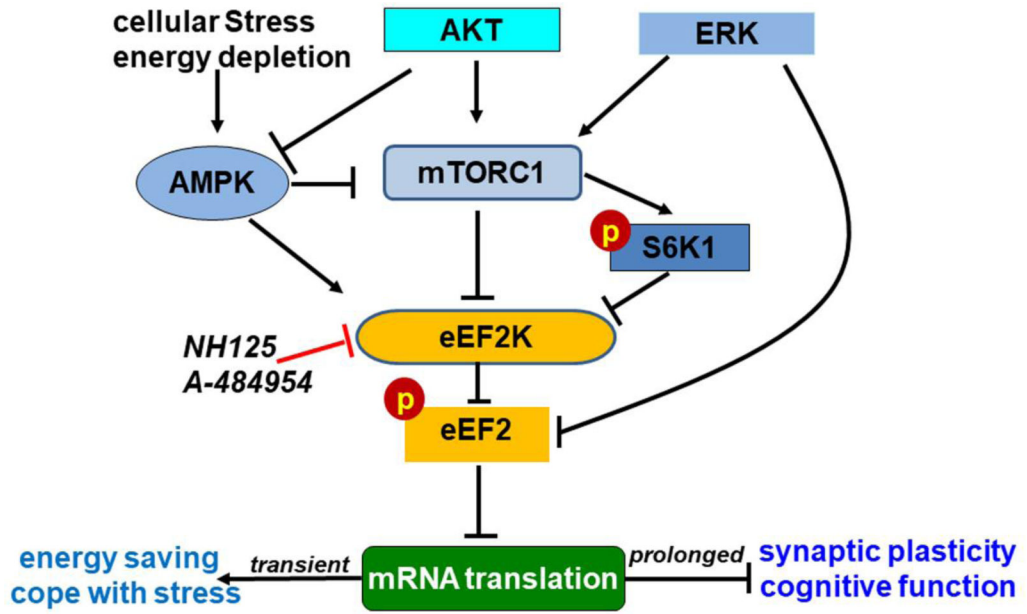 cellular Stress
energy depletion
AKT
ERK
AMPK
mTORC1
p
S6K1
eEF2K
NH125
A-484954
p
eEF2
energy saving
cope with stress
transient
mRNA translation
prolonged
synaptic plasticity
cognitive function